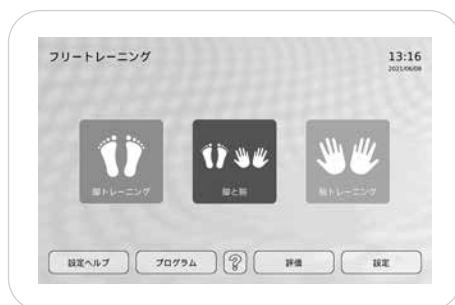 フリートレーニング
13:16
2021/06/08
脚トレーニング
脚と腕
腕トレーニング
設定ヘルプ
プログラム
?
評価
設定